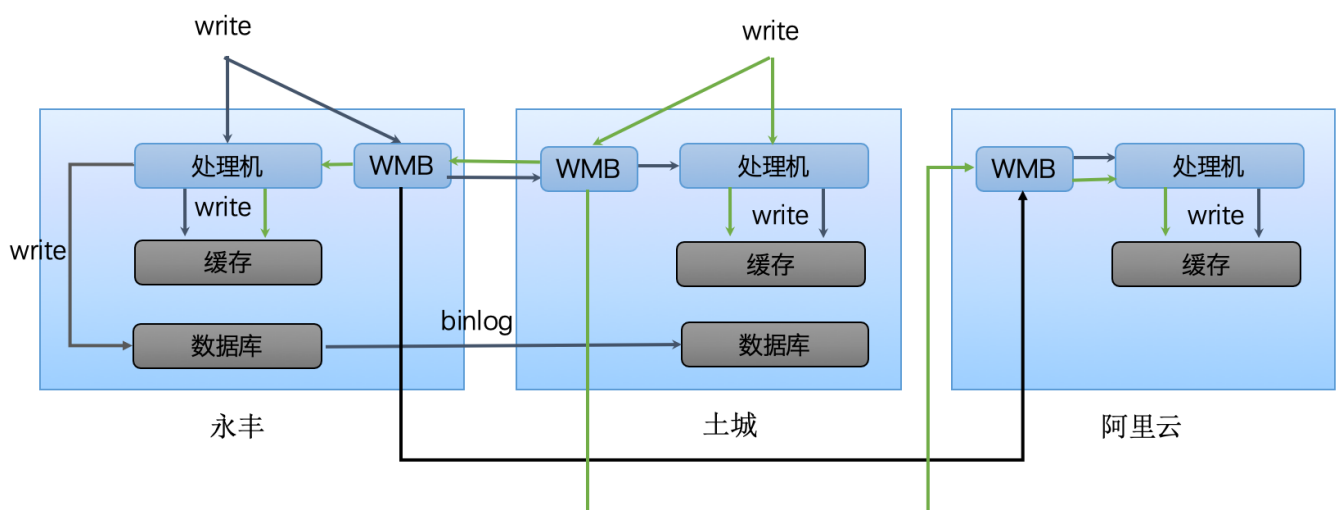 write
write
处理机
WMB
WMB
处理机
WMB
处理机
write
write
write
write
缓存
缓存
缓存
binlog
数据库
数据库
永丰
土城
阿里云